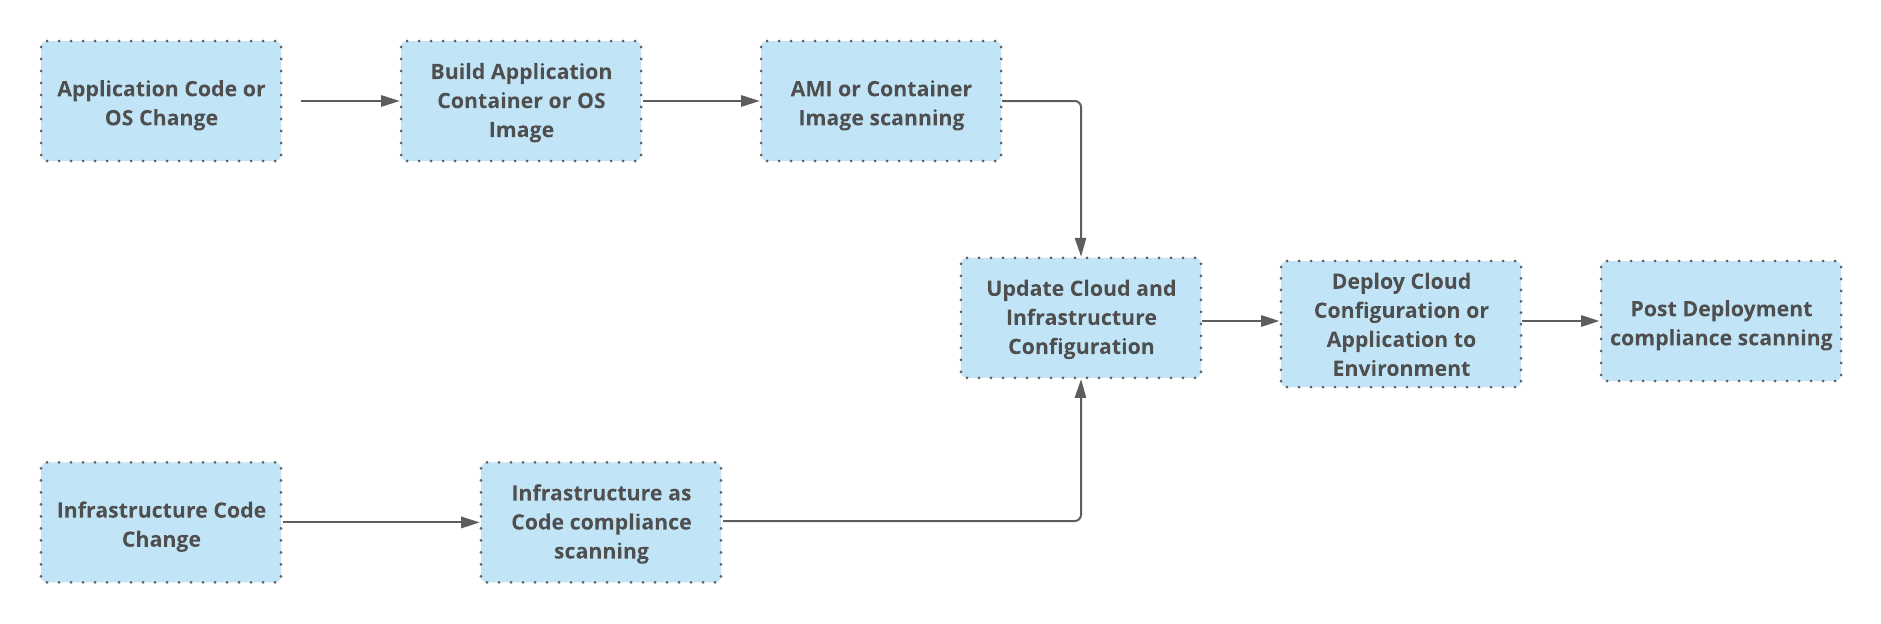 Application Code or
OS Change
Build Application
Container or OS
Image
AMI or Container
Image scanning
Update Cloud and
Infrastructure
Configuration
Deploy Cloud
Configuration or
Application to
Environment
Post Deployment
compliance scanning
Infrastructure Code
Change
Infrastructure as
Code compliance
scanning